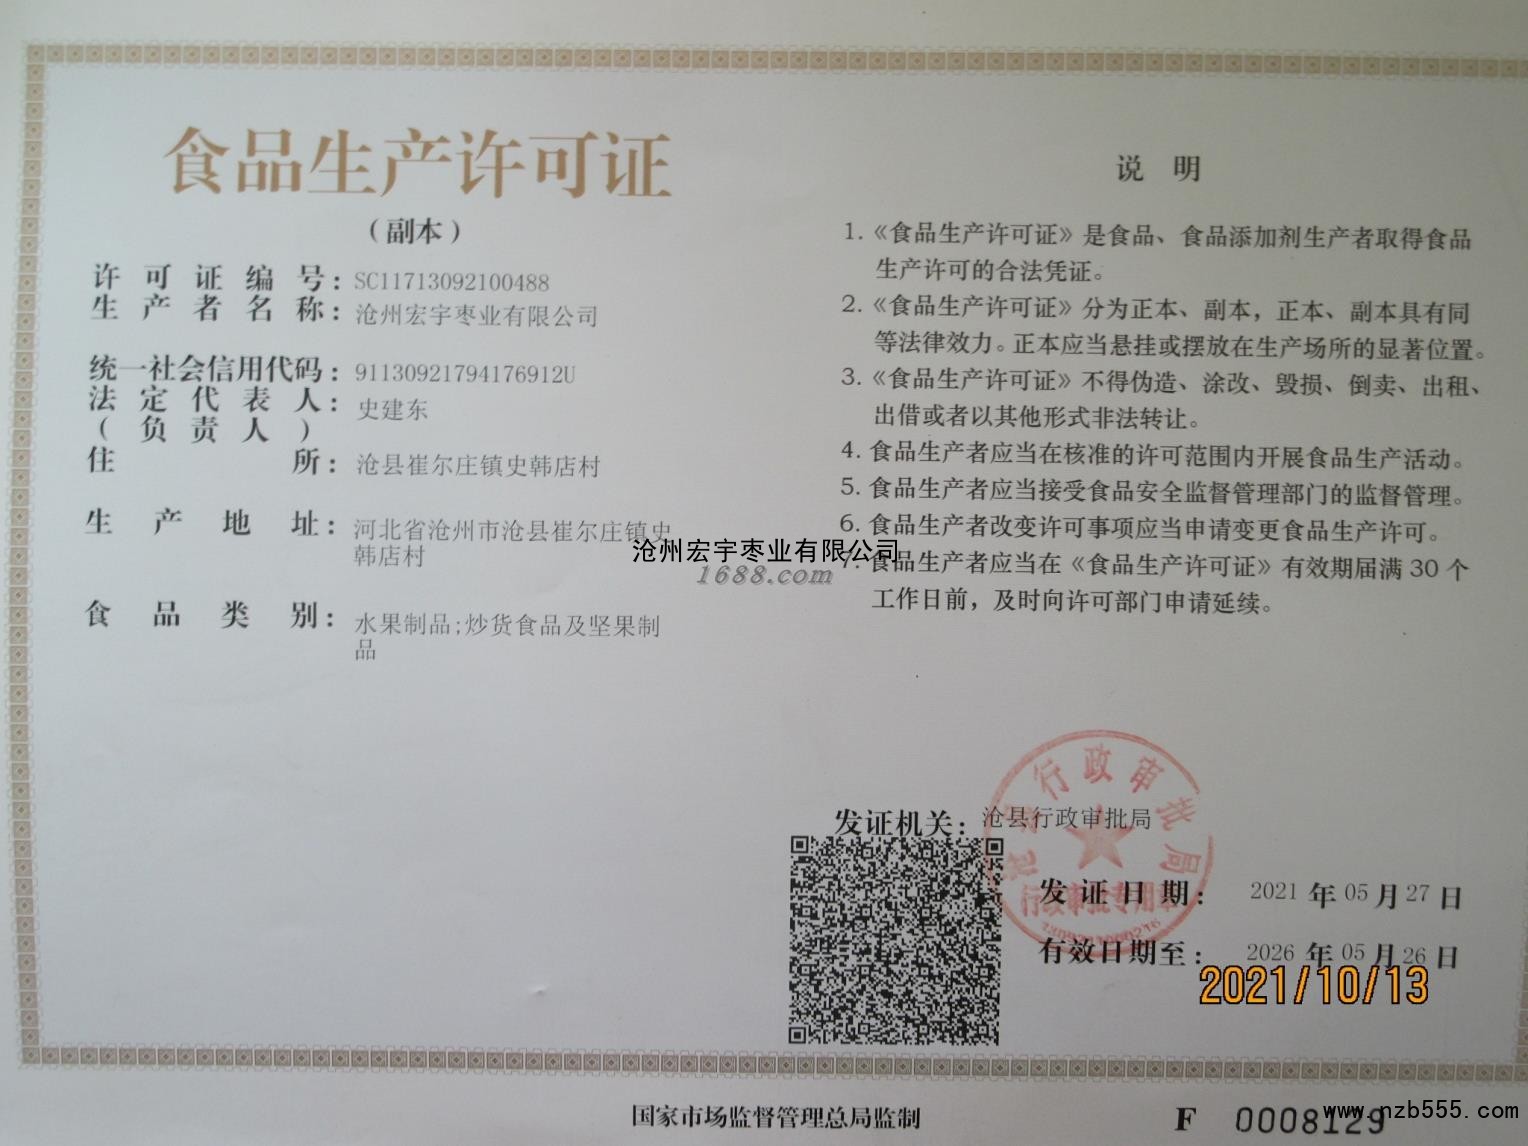 食品生产许可证
（副本）
许可证编号：SC11713092100488
生产者名称：沧州宏宇枣业有限公司
统一社会信用代码：91130921794176912U
法定代表人：史建东
（负责人）
住所：沧县崔尔庄镇史韩店村
生产地址：河北省沧州市沧县崔尔庄镇史
韩店村
食品类别：水果制品;炒货食品及坚果制
品
说明
1.《食品生产许可证》是食品、食品添加剂生产者取得食品
生产许可的合法凭证。
2.《食品生产许可证》分为正本、副本，正本、副本具有同
等法律效力。正本应当悬挂或摆放在生产场所的显著位置。
3.《食品生产许可证》不得伪造、涂改、毁损、倒卖、出租、
出借或者以其他形式非法转让。
4. 食品生产者应当在核准的许可范围内开展食品生产活动。
5. 食品生产者应当接受食品安全监督管理部门的监督管理。
6. 食品生产者改变许可事项应当申请变更食品生产许可。
7. 食品生产者应当在《食品生产许可证》有效期届满 30 个
工作日前，及时向许可部门申请延续。
沧州宏宇枣业有限公司
1688.com
发证机关：沧县行政审批局
沧县行政审批局
行政审批专用章
发证日期：2021 年 05 月 27 日
有效日期至：2026 年 05 月 26 日
2021/10/13
国家市场监督管理总局监制
F 0008129
www.nzb555.com